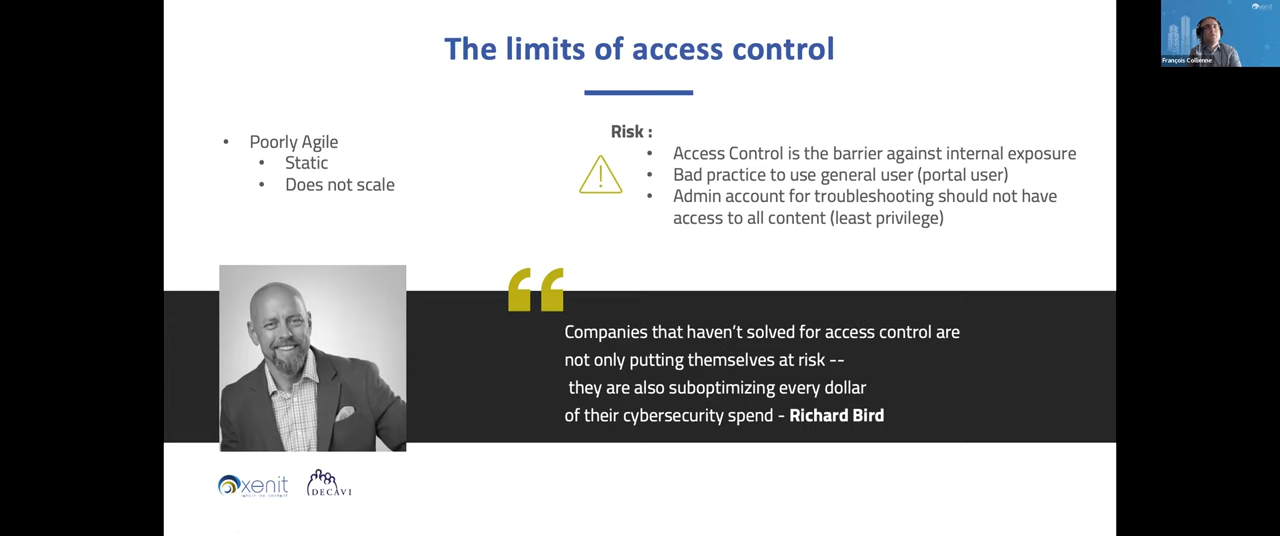 The limits of access control
• Poorly Agile
• Static
• Does not scale
Risk :
• Access Control is the barrier against internal exposure
• Bad practice to use general user (portal user)
• Admin account for troubleshooting should not have
access to all content (least privilege)
Companies that haven't solved for access control are
not only putting themselves at risk --
they are also suboptimizing every dollar
of their cybersecurity spend - Richard Bird
xenit
DECAVI
xenit
François Collienne